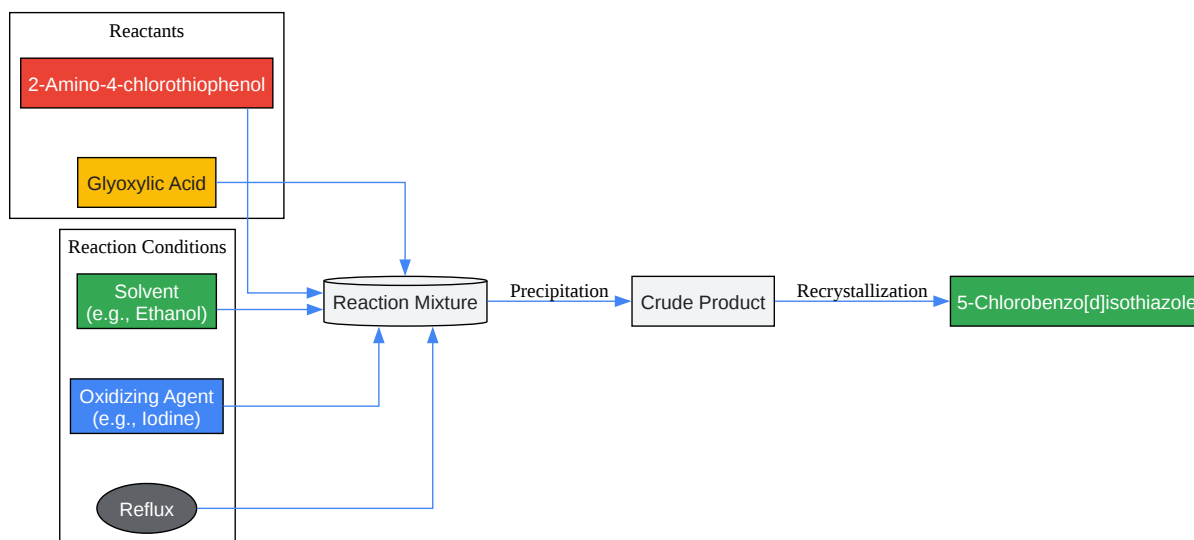 Reactants
2-Amino-4-chlorothiophenol
Glyoxylic Acid
Reaction Conditions
Solvent
(e.g., Ethanol)
Oxidizing Agent
(e.g., Iodine)
Reflux
Reaction Mixture
Precipitation
Crude Product
Recrystallization
5-Chlorobenzo[d]isothiazole